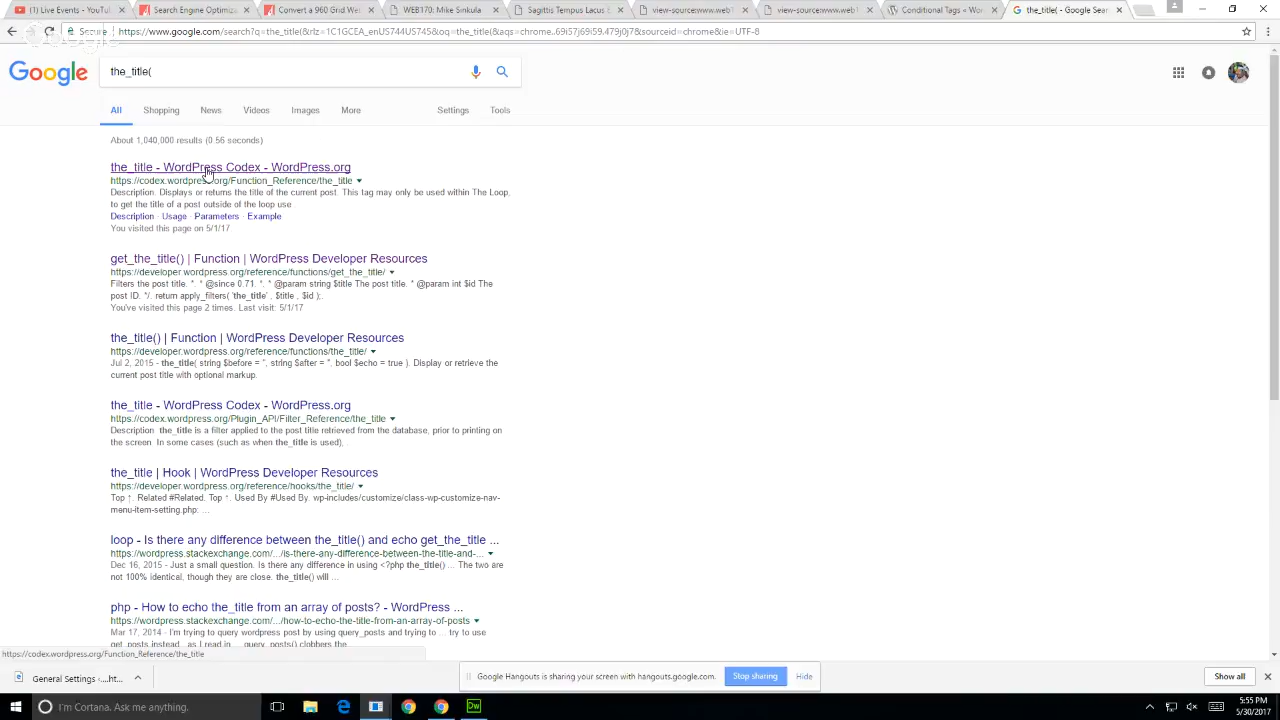 (1) Live Events - YouTu
Search Engine Optimiz
Convert a 960 Grid Web
WEB170: Mike Sinkula
Sagittis Tempus Lacus E
view-source:www.web1
view-source:www.web1
Conditional Tags « Wor
the_title( - Google Sear
Secure https://www.google.com/search?q=the_title(&rlz=1C1GCEA_enUS744US745&oq=the_title(&aqs=chrome..69i57j69i59.479j0j7&sourceid=chrome&ie=UTF-8
Google
the_title(
All Shopping News Videos Images More Settings Tools
About 1,040,000 results (0.56 seconds)
the_title - WordPress Codex - WordPress.org
https://codex.wordpress.org/Function_Reference/the_title
Description. Displays or returns the title of the current post. This tag may only be used within The Loop,
to get the title of a post outside of the loop use
Description · Usage · Parameters · Example
You visited this page on 5/1/17
get_the_title() | Function | WordPress Developer Resources
https://developer.wordpress.org/reference/functions/get_the_title/
Filters the post title. *. * @since 0.71. *. * @param string $title The post title. * @param int $id The
post ID. */. return apply_filters( 'the_title' , $title , $id );.
You've visited this page 2 times. Last visit: 5/1/17
the_title() | Function | WordPress Developer Resources
https://developer.wordpress.org/reference/functions/the_title/
Jul 2, 2015 - the_title( string $before = '', string $after = '', bool $echo = true ). Display or retrieve the
current post title with optional markup.
the_title - WordPress Codex - WordPress.org
https://codex.wordpress.org/Plugin_API/Filter_Reference/the_title
Description the_title is a filter applied to the post title retrieved from the database, prior to printing on
the screen. In some cases (such as when the_title is used),
the_title | Hook | WordPress Developer Resources
https://developer.wordpress.org/reference/hooks/the_title/
Top ↑. Related #Related. Top ↑. Used By #Used By. wp-includes/customize/class-wp-customize-nav-
menu-item-setting.php: ...
loop - Is there any difference between the_title() and echo get_the_title ...
https://wordpress.stackexchange.com/.../is-there-any-difference-between-the-title-and-...
Dec 16, 2015 - Just a small question. Is there any difference in using <?php the_title() ... The two are
not 100% identical, though they are close. the_title() will ...
php - How to echo the_title from an array of posts? - WordPress ...
https://wordpress.stackexchange.com/.../how-to-echo-the-title-from-an-array-of-posts
Mar 17, 2014 - I'm trying to query wordpress post by using query_posts and trying to ... try to use
get_posts instead, as I read in ... query_posts() clobbers the
https://codex.wordpress.org/Function_Reference/the_title
General Settings ‹....ht...
Google Hangouts is sharing your screen with hangouts.google.com.
Stop sharing
Hide
Show all
I'm Cortana. Ask me anything.
Dw
5:55 PM
5/30/2017